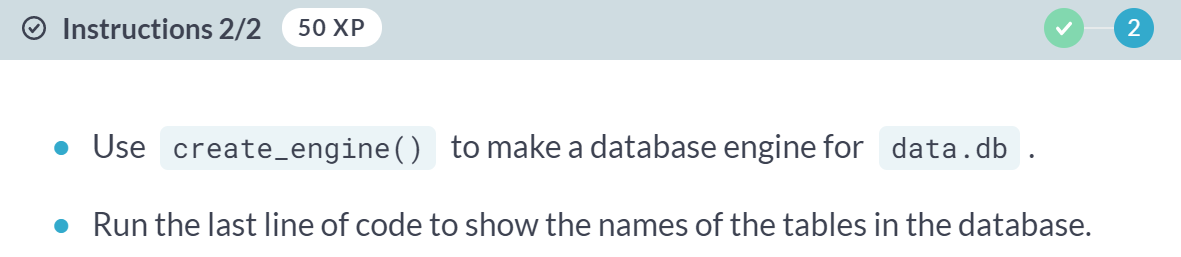 Instructions 2/2 50 XP 2
Use create_engine() to make a database engine for data.db .
Run the last line of code to show the names of the tables in the database.